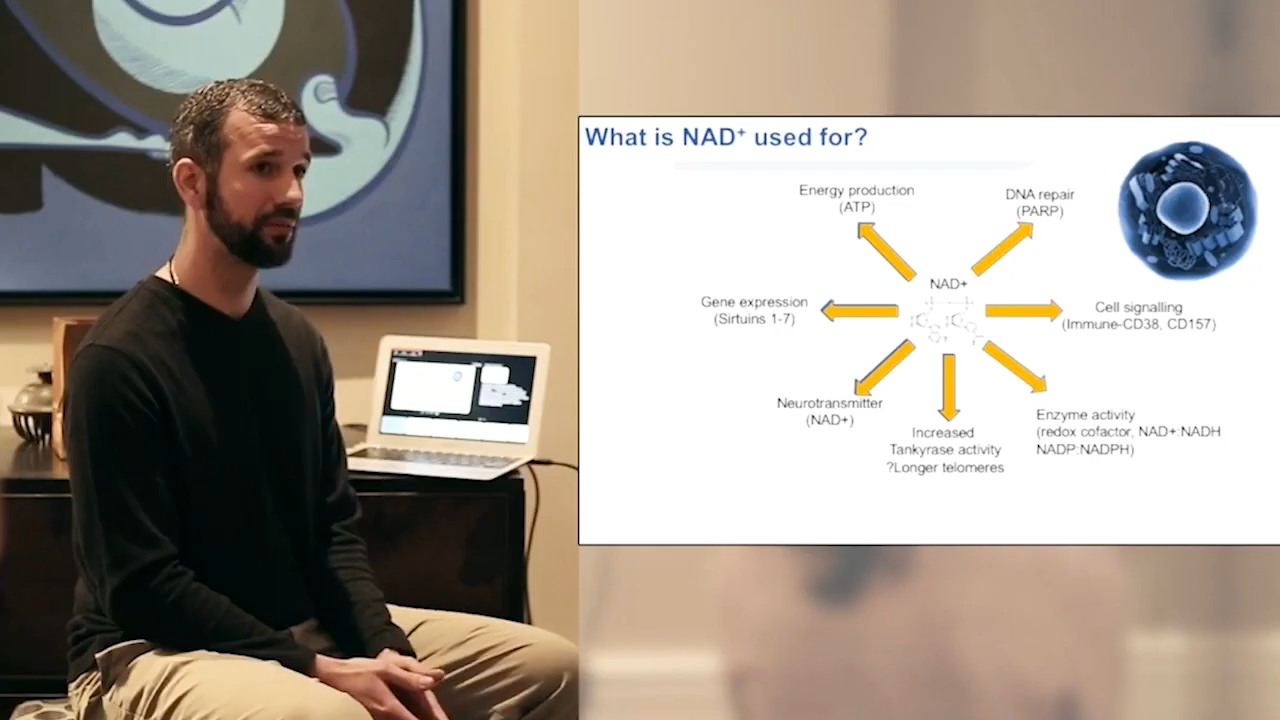 What is NAD⁺ used for?
Energy production
(ATP)
DNA repair
(PARP)
NAD+
Gene expression
(Sirtuins 1-7)
Cell signalling
(Immune-CD38, CD157)
Neurotransmitter
(NAD+)
Increased
Tankyrase activity
?Longer telomeres
Enzyme activity
(redox cofactor, NAD+:NADH
NADP:NADPH)